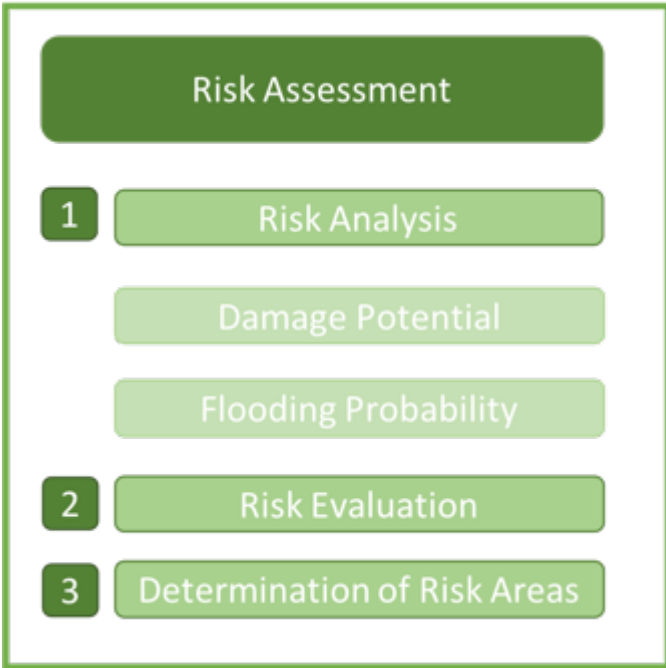 Risk Assessment
1 Risk Analysis
Damage Potential
Flooding Probability
2 Risk Evaluation
3 Determination of Risk Areas